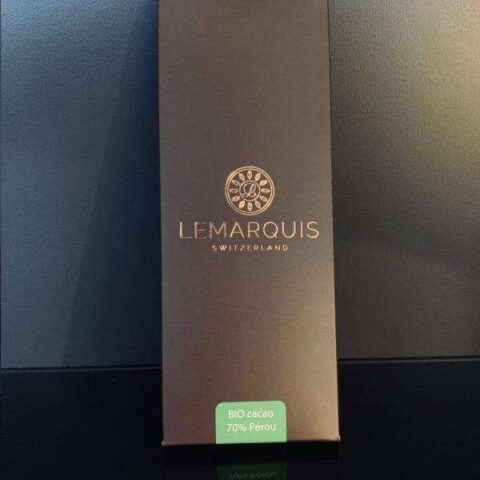 L
LEMARQUIS
SWITZERLAND
BIO cacao
70% Pérou